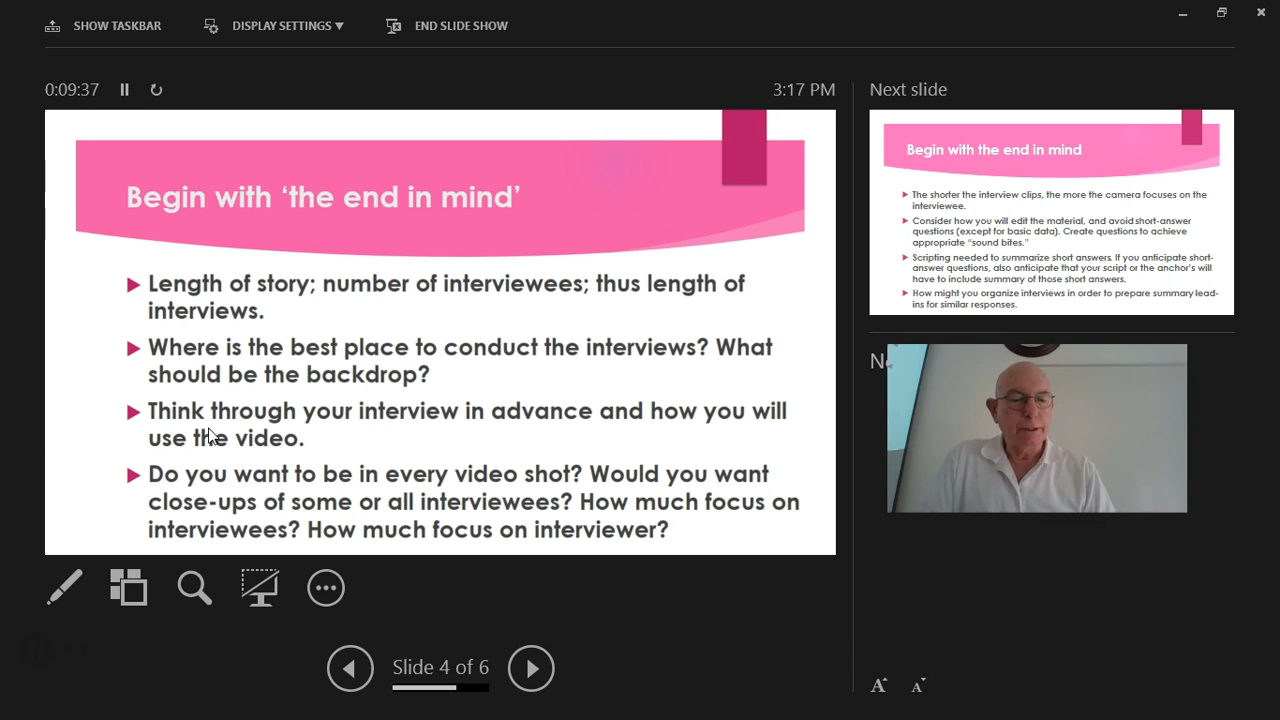 SHOW TASKBAR
DISPLAY SETTINGS
END SLIDE SHOW
0:09:37
3:17 PM
Next slide
Begin with ‘the end in mind’
Length of story; number of interviewees; thus length of
interviews.
Where is the best place to conduct the interviews? What
should be the backdrop?
Think through your interview in advance and how you will
use the video.
Do you want to be in every video shot? Would you want
close-ups of some or all interviewees? How much focus on
interviewees? How much focus on interviewer?
Begin with the end in mind
The shorter the interview clips, the more the camera focuses on the
interviewee.
Consider how you will edit the material, and avoid short-answer
questions (except for basic data). Create questions to achieve
appropriate “sound bites.”
Scripting needed to summarize short answers. If you anticipate short-
answer questions, also anticipate that your script or the anchor's will
have to include summary of those short answers.
How might you organize interviews in order to prepare summary lead-
ins for similar responses.
Slide 4 of 6
A A